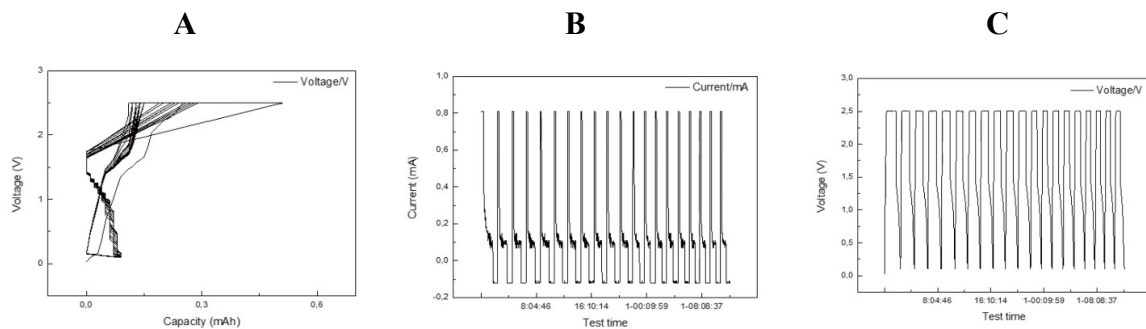 A
B
C
3
2
1
0
Voltage (V)
Voltage/V
0,0
0,3
0,6
Capacity (mAh)
1,0
0,8
0,6
0,4
0,2
0,0
-0,2
Current (mA)
Current/mA
8:04:46
16:10:14
1-00:09:59
1-08:08:37
Test time
3,0
2,5
2,0
1,5
1,0
0,5
0,0
Voltage (V)
Voltage/V
8:04:46
16:10:14
1-00:09:59
1-08:08:37
Test time